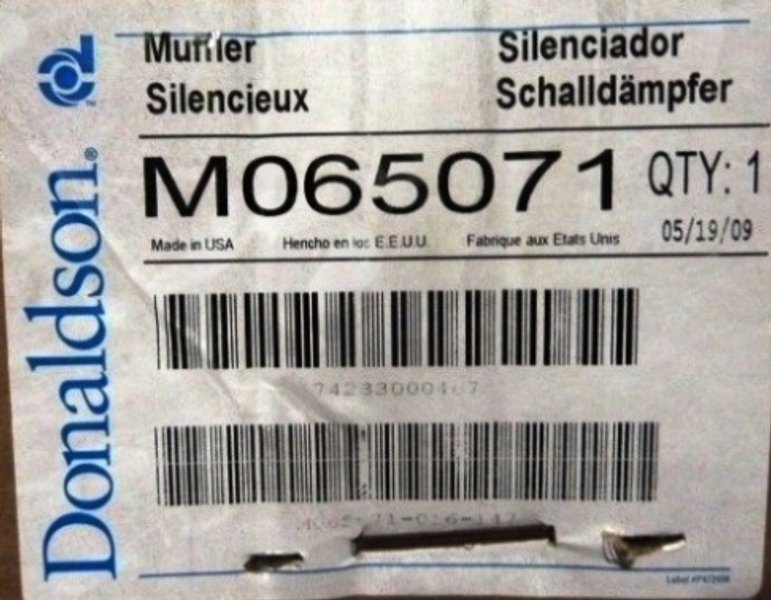 Donaldson®
Muffler Silenciador
Silencieux Schalldämpfer
M065071 QTY: 1
Made in USA Hencho en los E.E.U.U. Fabrique aux Etats Unis 05/19/09